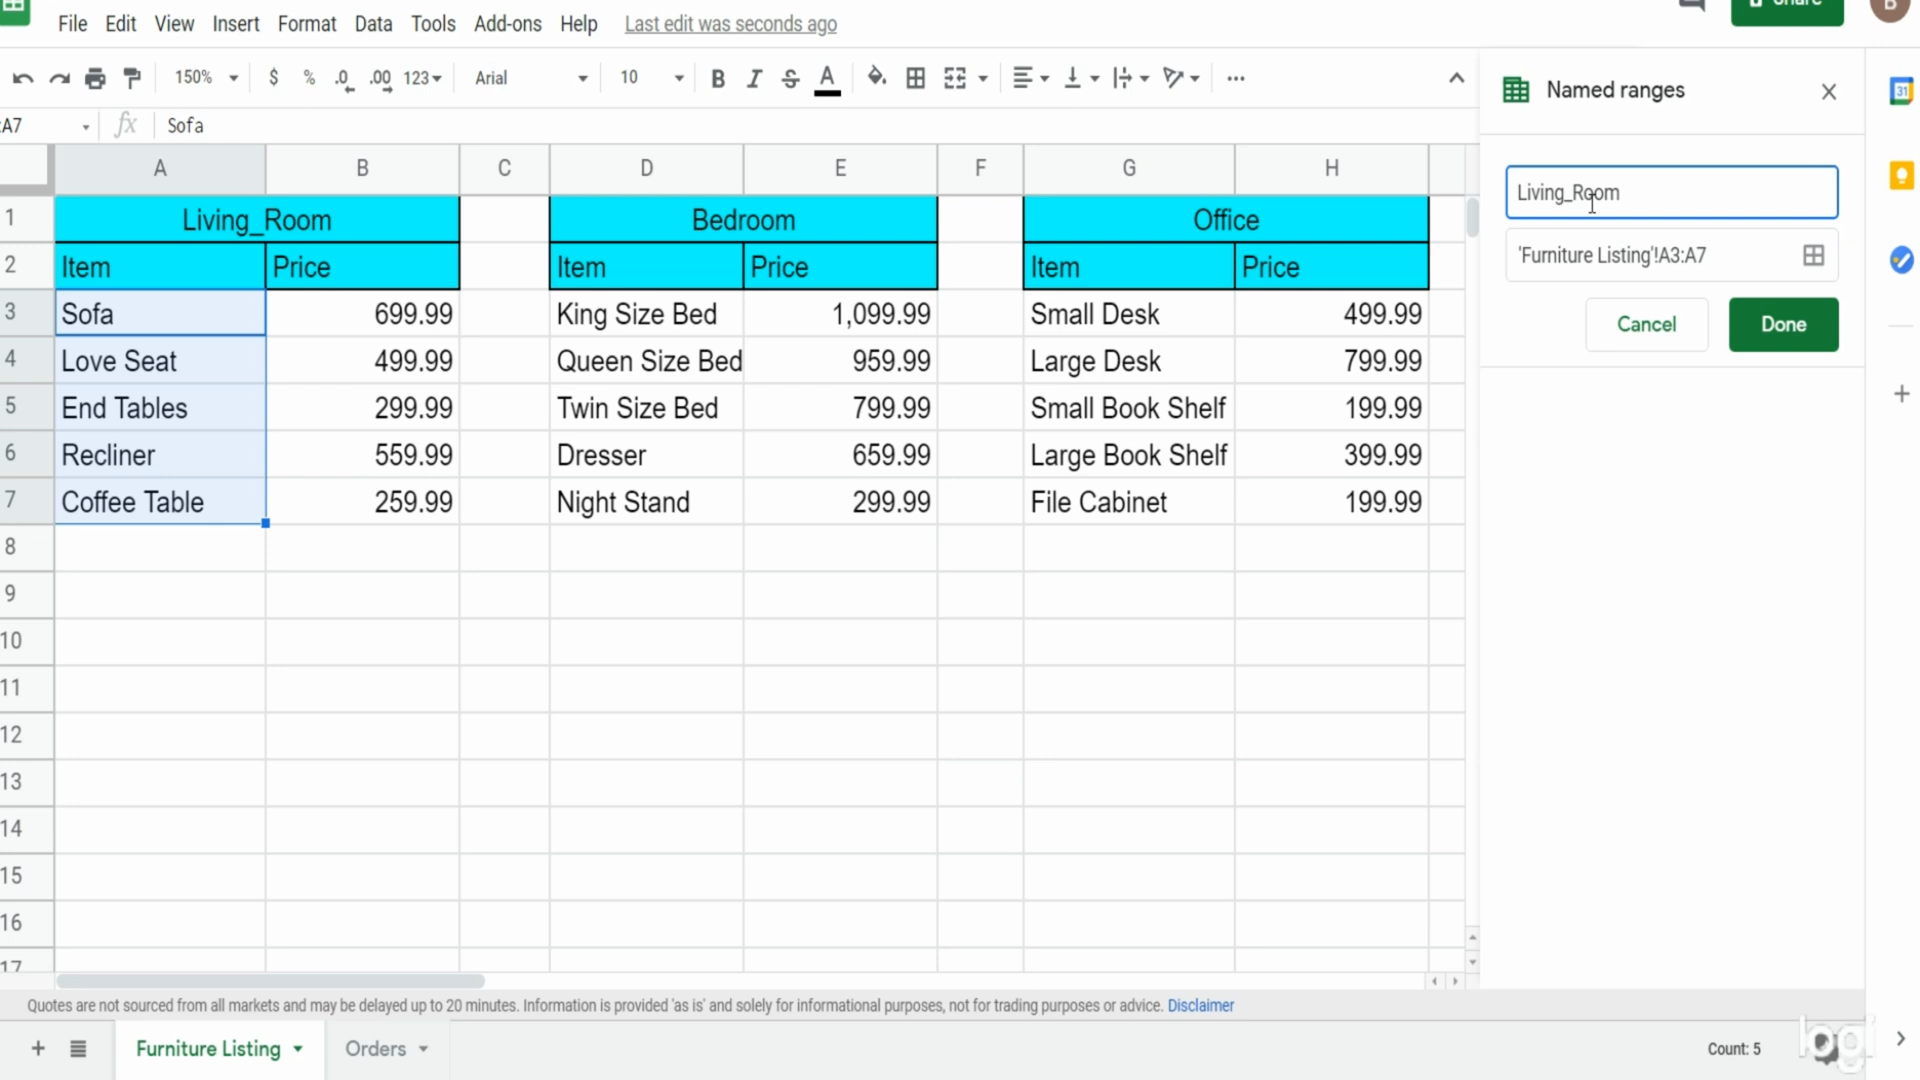 File Edit View Insert Format Data Tools Add-ons Help Last edit was seconds ago
Share B
150% $ % .0 .00 123 Arial 10 B I S A
:A7 fx Sofa
Named ranges
Living_Room
'Furniture Listing'!A3:A7
Cancel Done
31
A B C D E F G H
1 Living_Room Bedroom Office
2 Item Price Item Price Item Price
3 Sofa 699.99 King Size Bed 1,099.99 Small Desk 499.99
4 Love Seat 499.99 Queen Size Bed 959.99 Large Desk 799.99
5 End Tables 299.99 Twin Size Bed 799.99 Small Book Shelf 199.99
6 Recliner 559.99 Dresser 659.99 Large Book Shelf 399.99
7 Coffee Table 259.99 Night Stand 299.99 File Cabinet 199.99
8
9
10
11
12
13
14
15
16
17
Quotes are not sourced from all markets and may be delayed up to 20 minutes. Information is provided 'as is' and solely for informational purposes, not for trading purposes or advice. Disclaimer
Furniture Listing Orders Count: 5 logi